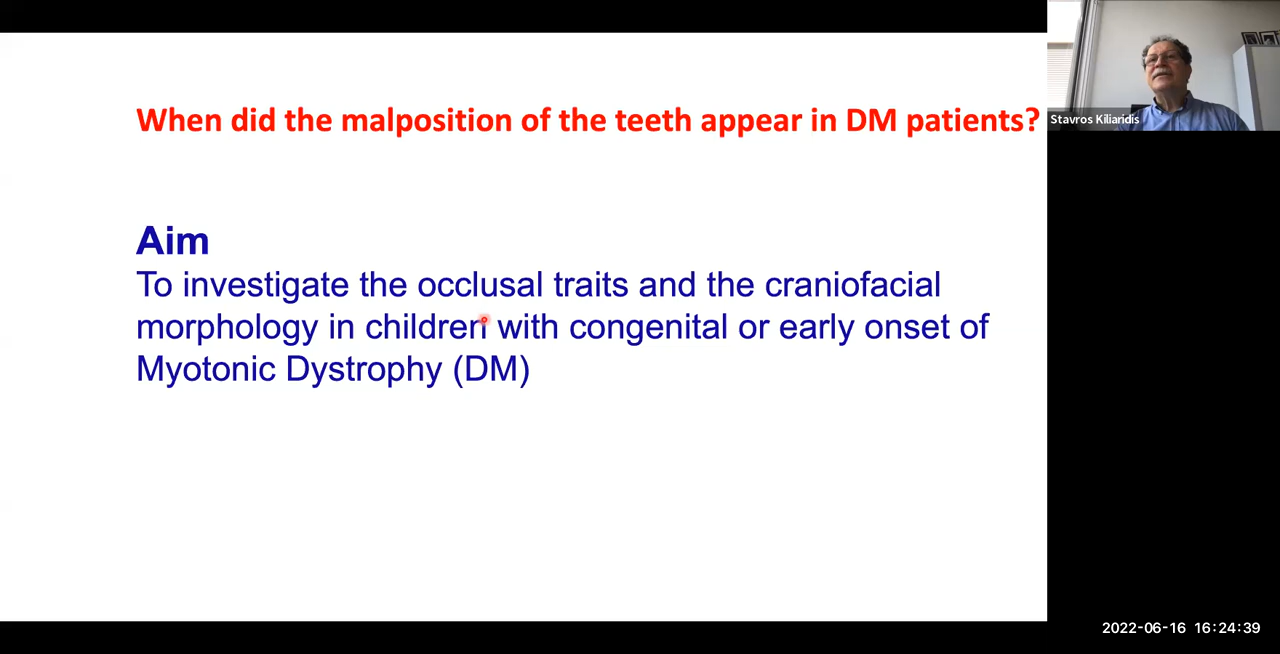 When did the malposition of the teeth appear in DM patients?
Stavros Kiliaridis
Aim
To investigate the occlusal traits and the craniofacial
morphology in children with congenital or early onset of
Myotonic Dystrophy (DM)
2022-06-16 16:24:39